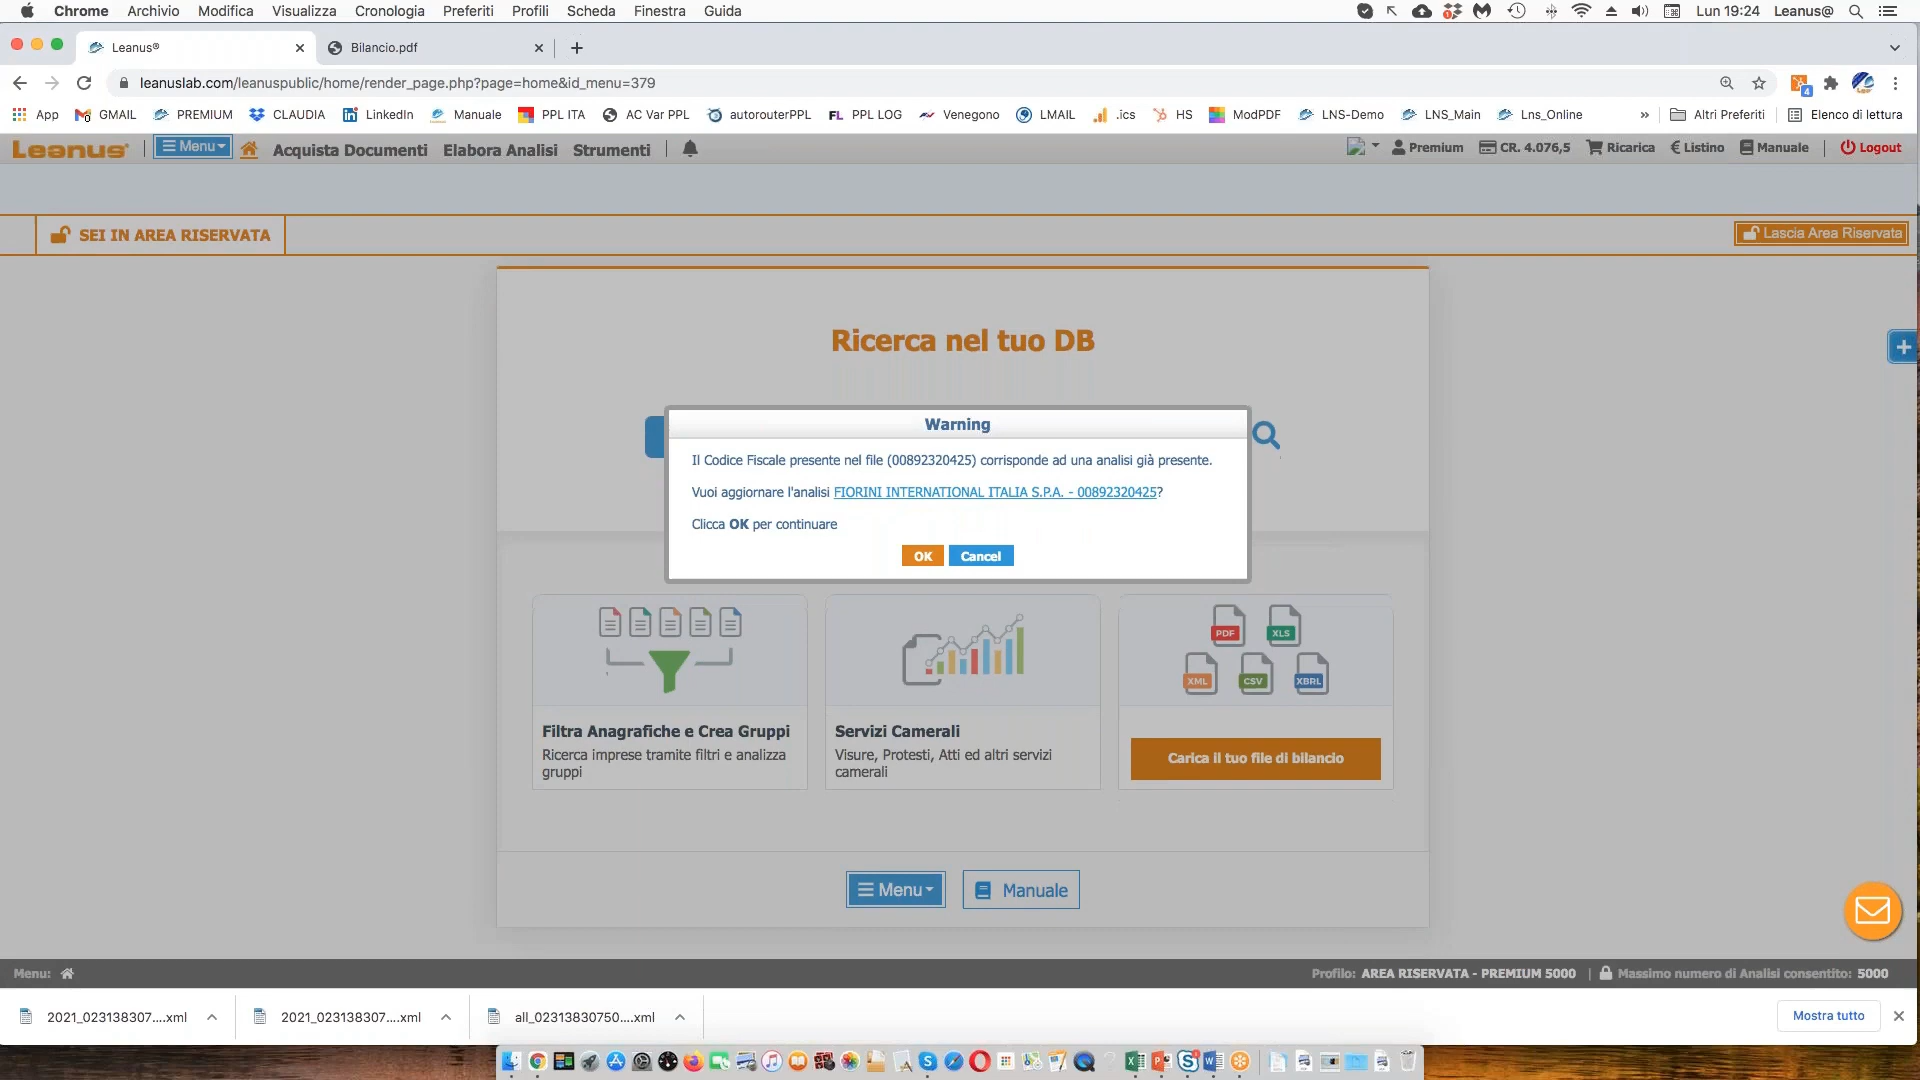 Chrome Archivio Modifica Visualizza Cronologia Preferiti Profili Scheda Finestra Guida Lun 19:24 Leanus@
Leanus® Bilancio.pdf
leanuslab.com/leanuspublic/home/render_page.php?page=home&id_menu=379
App GMAIL PREMIUM CLAUDIA LinkedIn Manuale PPL ITA AC Var PPL autorouterPPL FL PPL LOG Venegono LMAIL .ics HS ModPDF LNS-Demo LNS_Main Lns_Online » Altri Preferiti Elenco di lettura
Leanus® Menu Acquista Documenti Elabora Analisi Strumenti Premium CR. 4.076,5 Ricarica € Listino Manuale Logout
SEI IN AREA RISERVATA Lascia Area Riservata
Ricerca nel tuo DB
Warning
Il Codice Fiscale presente nel file (00892320425) corrisponde ad una analisi già presente.
Vuoi aggiornare l'analisi FIORINI INTERNATIONAL ITALIA S.P.A. - 00892320425?
Clicca OK per continuare
OK Cancel
PDF XLS
XML CSV XBRL
Filtra Anagrafiche e Crea Gruppi
Ricerca imprese tramite filtri e analizza
gruppi
Servizi Camerali
Visure, Protesti, Atti ed altri servizi
camerali
Carica il tuo file di bilancio
Menu Manuale
Menu: Profilo: AREA RISERVATA - PREMIUM 5000 | Massimo numero di Analisi consentito: 5000
2021_023138307....xml 2021_023138307....xml all_02313830750....xml Mostra tutto